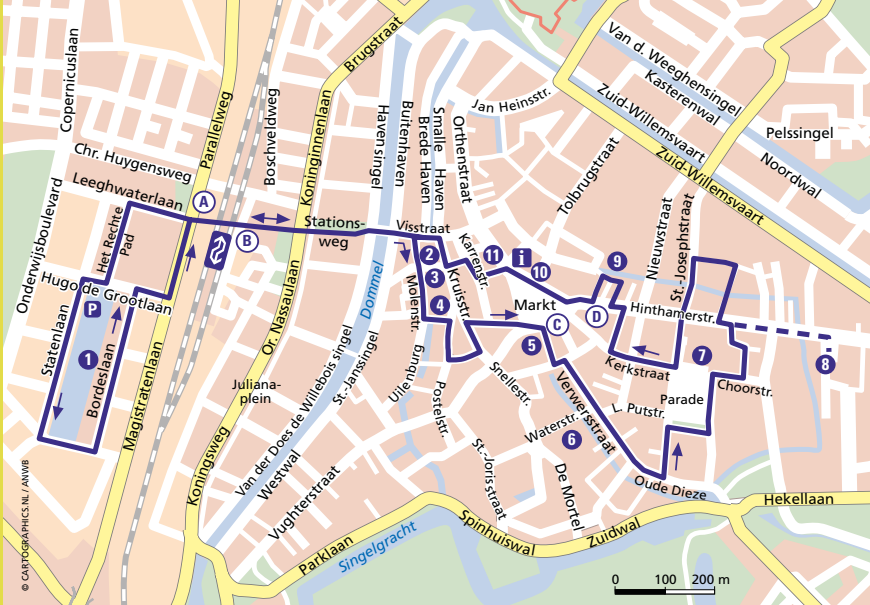 Copernicuslaan
Parallelweg
Boschveldweg
Koninginnenlaan
Brugstraat
Havensingel
Buitenhaven
Brede Haven
Smalle Haven
Orthenstraat
Jan Heinsstr.
Van d. Weeghensingel
Kasterenwal
Zuid-Willemsvaart
Zuid-Willemsvaart
Pelssingel
Noordwal
Tolbrugstraat
Chr. Huygensweg
Leeghwaterlaan
A
B
Stations-
weg
Visstraat
Onderwijsboulevard
Het Rechte
Pad
Hugo de Grootlaan
P
Statenlaan
1
Bordeslaan
Magistratenlaan
Or. Nassaulaan
Dommel
2
3
4
Molenstr.
Kruisstr.
Karrenstr.
11
i
10
9
Markt
C
D
5
Nieuwstraat
St.-Josephstraat
Hinthamerstr.
7
8
Kerkstraat
Choorstr.
Parade
L. Putstr.
Juliana-
plein
Koningsweg
Van der Does de Willebois singel
St.-Janssingel
Westwal
Uilenburg
Postelstr.
Snellestr.
Verwersstraat
Waterstr.
6
St.-Jorisstraat
De Mortel
Oude Dieze
Vughterstraat
Parklaan
Singelgracht
Spinhuiswal
Zuidwal
Hekellaan
0 100 200 m
© CARTOGRAPHICS.NL / ANWB